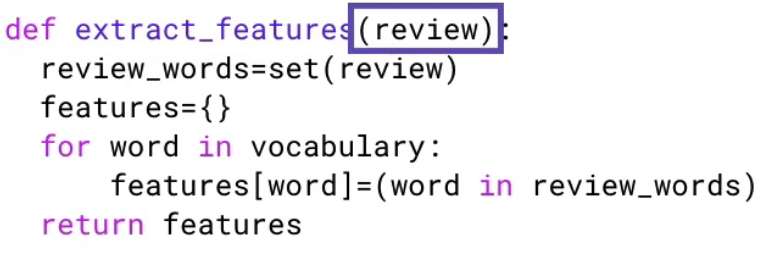 def extract_features(review):
review_words=set(review)
features={}
for word in vocabulary:
features[word]=(word in review_words)
return features